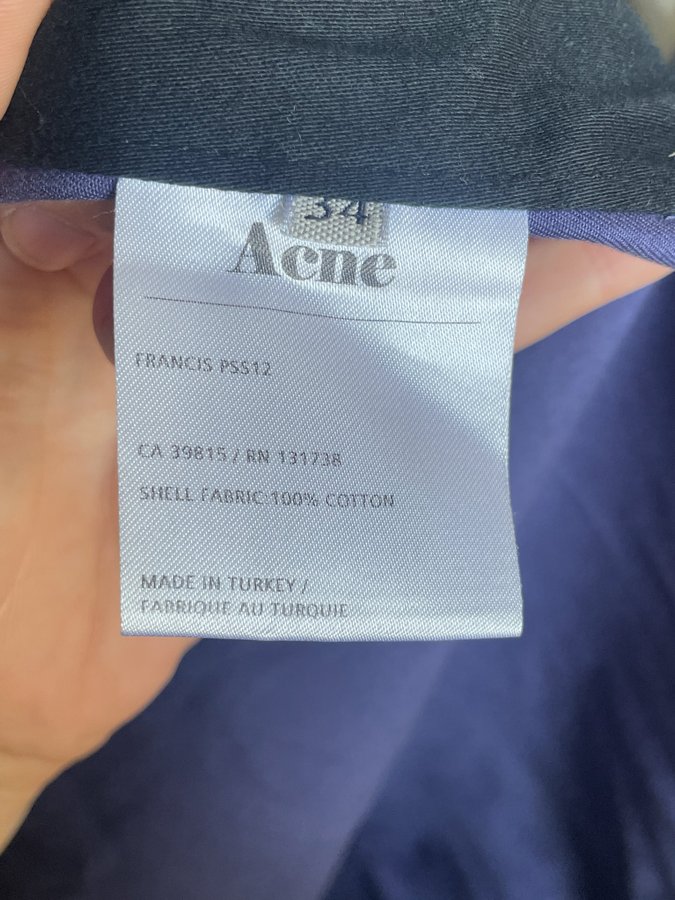 34
Acne
FRANCIS PSS12
CA 39815 / RN 131738
SHELL FABRIC:100% COTTON
MADE IN TURKEY /
FABRIQUE AU TURQUIE